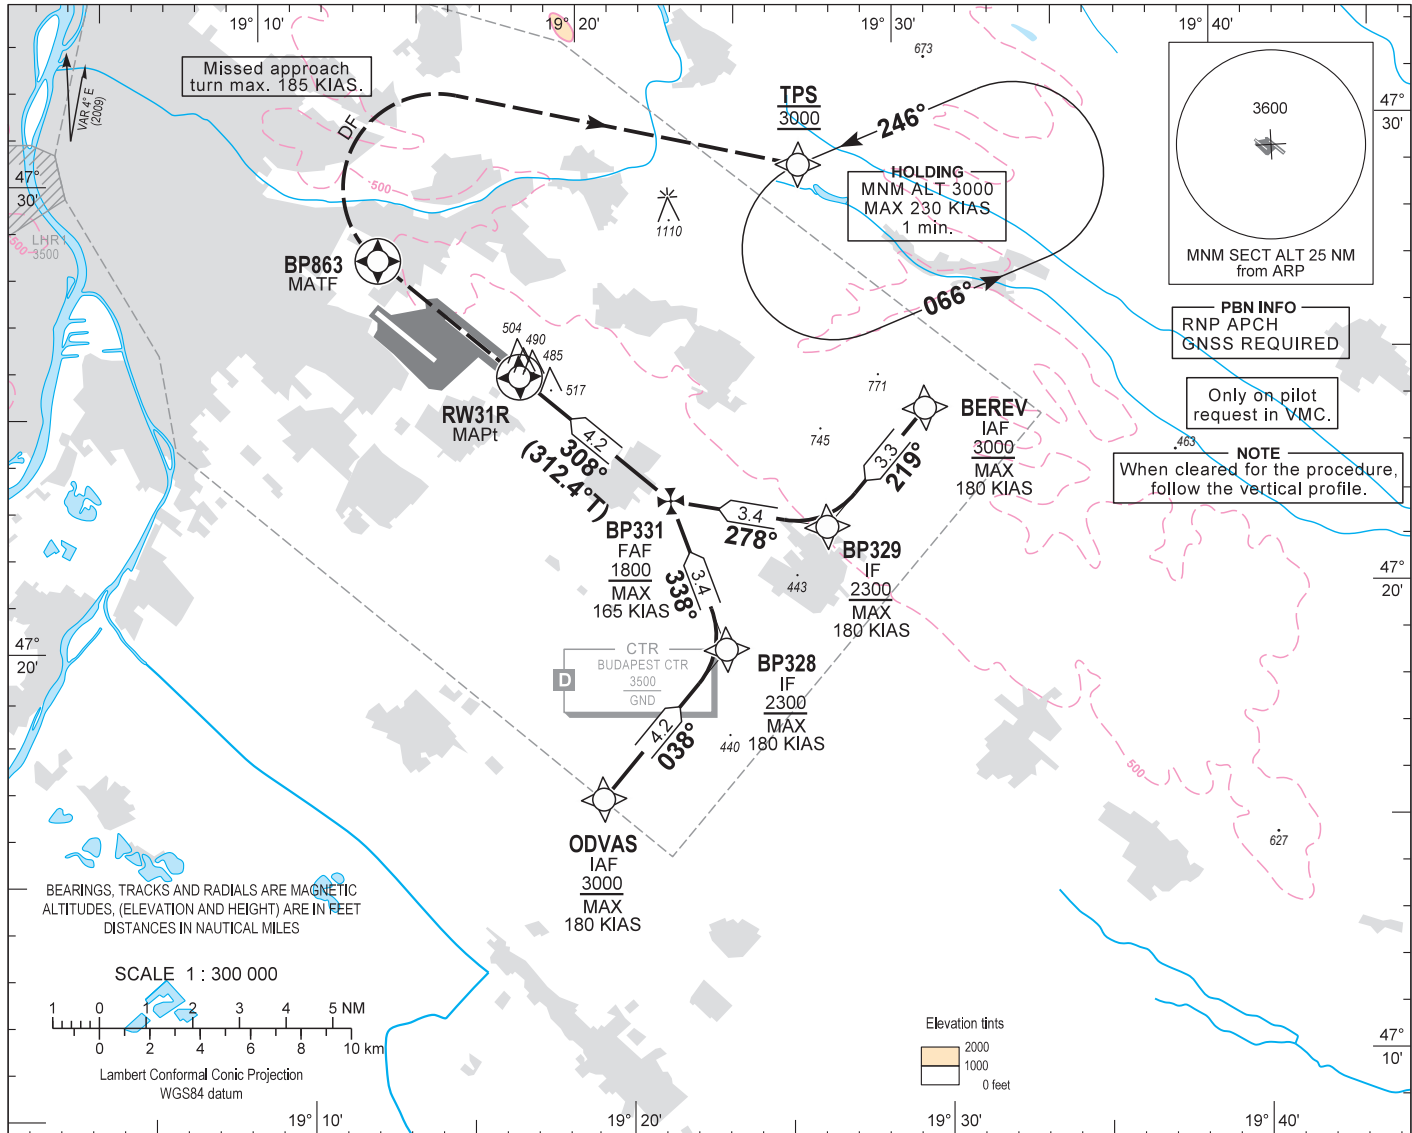 19° 10'
19° 20'
19° 30'
19° 40'
673
Missed approach
turn max. 185 KIAS.
VAR 4° E
(2009)
DF
TPS
3000
246°
47°
30'
3600
MNM SECT ALT 25 NM
from ARP
47°
30'
500
HOLDING
MNM ALT 3000
MAX 230 KIAS
1 min.
1110
500
LHR1
3500
BP863
MATF
066°
PBN INFO
RNP APCH
GNSS REQUIRED
504
490
485
517
771
Only on pilot
request in VMC.
RW31R
MAPt
BEREV
IAF
3000
MAX
180 KIAS
745
463
NOTE
When cleared for the procedure,
follow the vertical profile.
4.2
308°
(312.4°T)
3.3
219°
3.4
278°
BP331
FAF
1800
MAX
165 KIAS
BP329
IF
2300
MAX
180 KIAS
443
47°
20'
3.4
338°
47°
20'
CTR
BUDAPEST CTR
3500
GND
D
BP328
IF
2300
MAX
180 KIAS
4.2
038°
440
500
627
ODVAS
IAF
3000
MAX
180 KIAS
BEARINGS, TRACKS AND RADIALS ARE MAGNETIC
ALTITUDES, (ELEVATION AND HEIGHT) ARE IN FEET
DISTANCES IN NAUTICAL MILES
SCALE 1 : 300 000
1 0 1 2 3 4 5 NM
0 2 4 6 8 10 km
Lambert Conformal Conic Projection
WGS84 datum
Elevation tints
2000
1000
0 feet
47°
10'
19° 10'
19° 20'
19° 30'
19° 40'